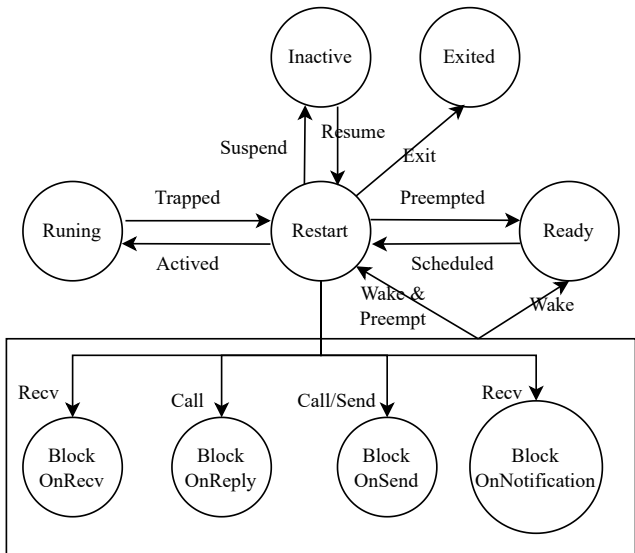 Inactive
Exited
Suspend
Resume
Exit
Trapped
Preempted
Runing
Restart
Ready
Actived
Scheduled
Wake &
Preempt
Wake
Recv
Call
Call/Send
Recv
Block
OnRecv
Block
OnReply
Block
OnSend
Block
OnNotification